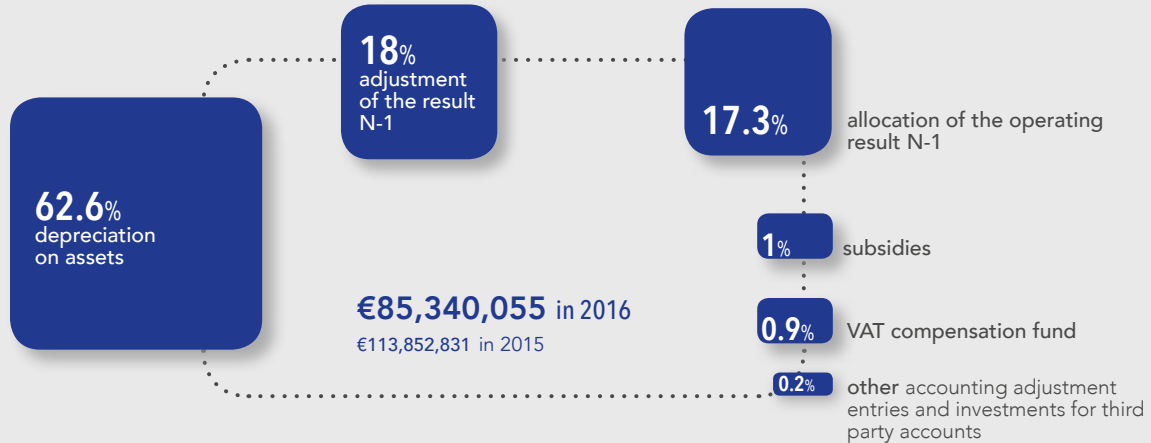 18%
adjustment
of the result
N-1
17.3%
allocation of the operating
result N-1
62.6%
depreciation
on assets
1%
subsidies
€85,340,055 in 2016
€113,852,831 in 2015
0.9%
VAT compensation fund
0.2%
other accounting adjustment
entries and investments for third
party accounts